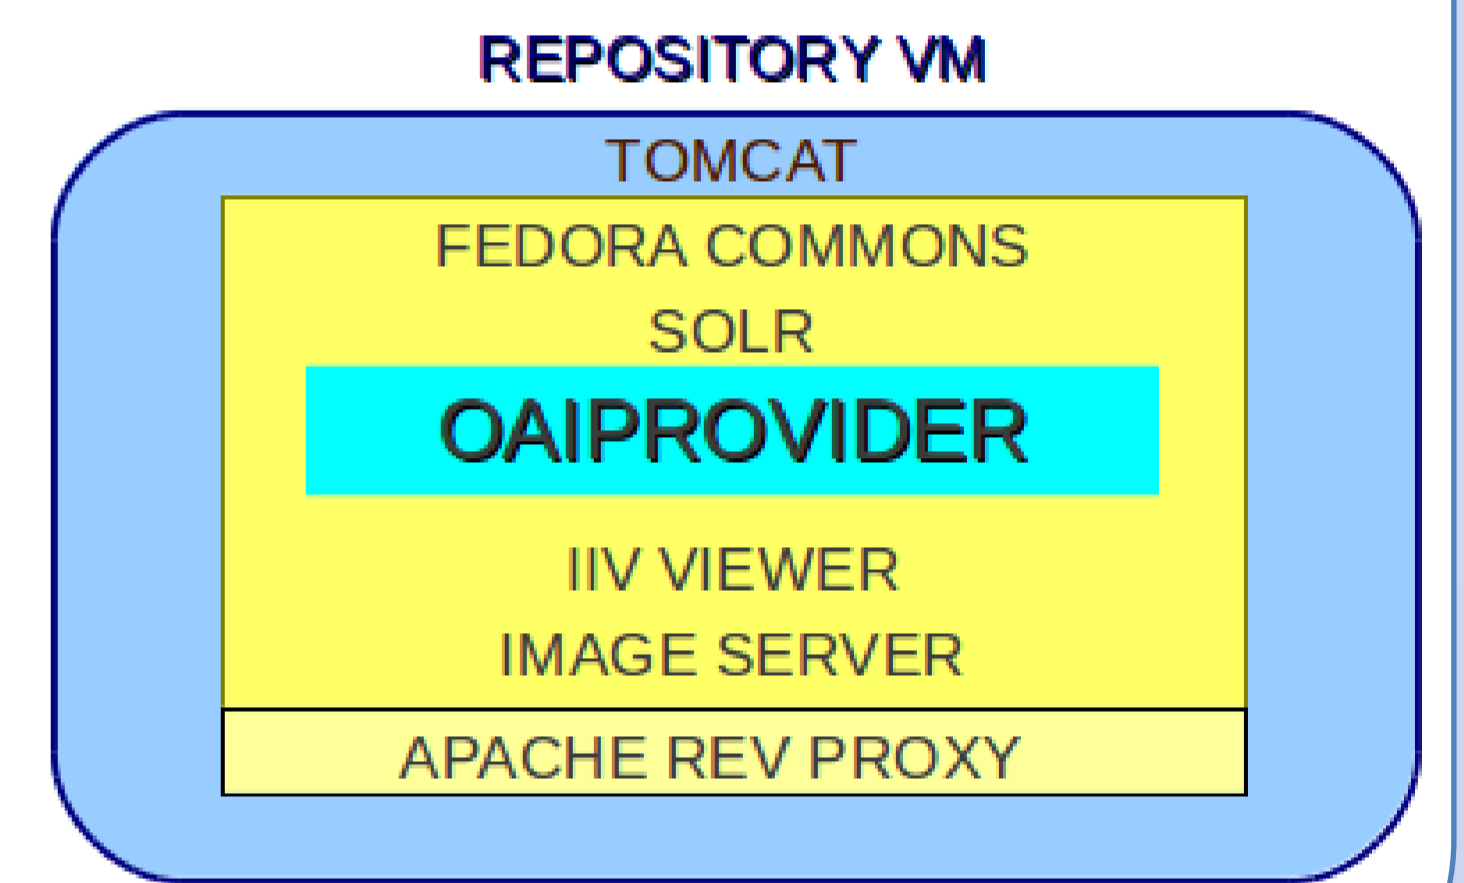 REPOSITORY VM
TOMCAT
FEDORA COMMONS
SOLR
OAIPROVIDER
IIV VIEWER
IMAGE SERVER
APACHE REV PROXY